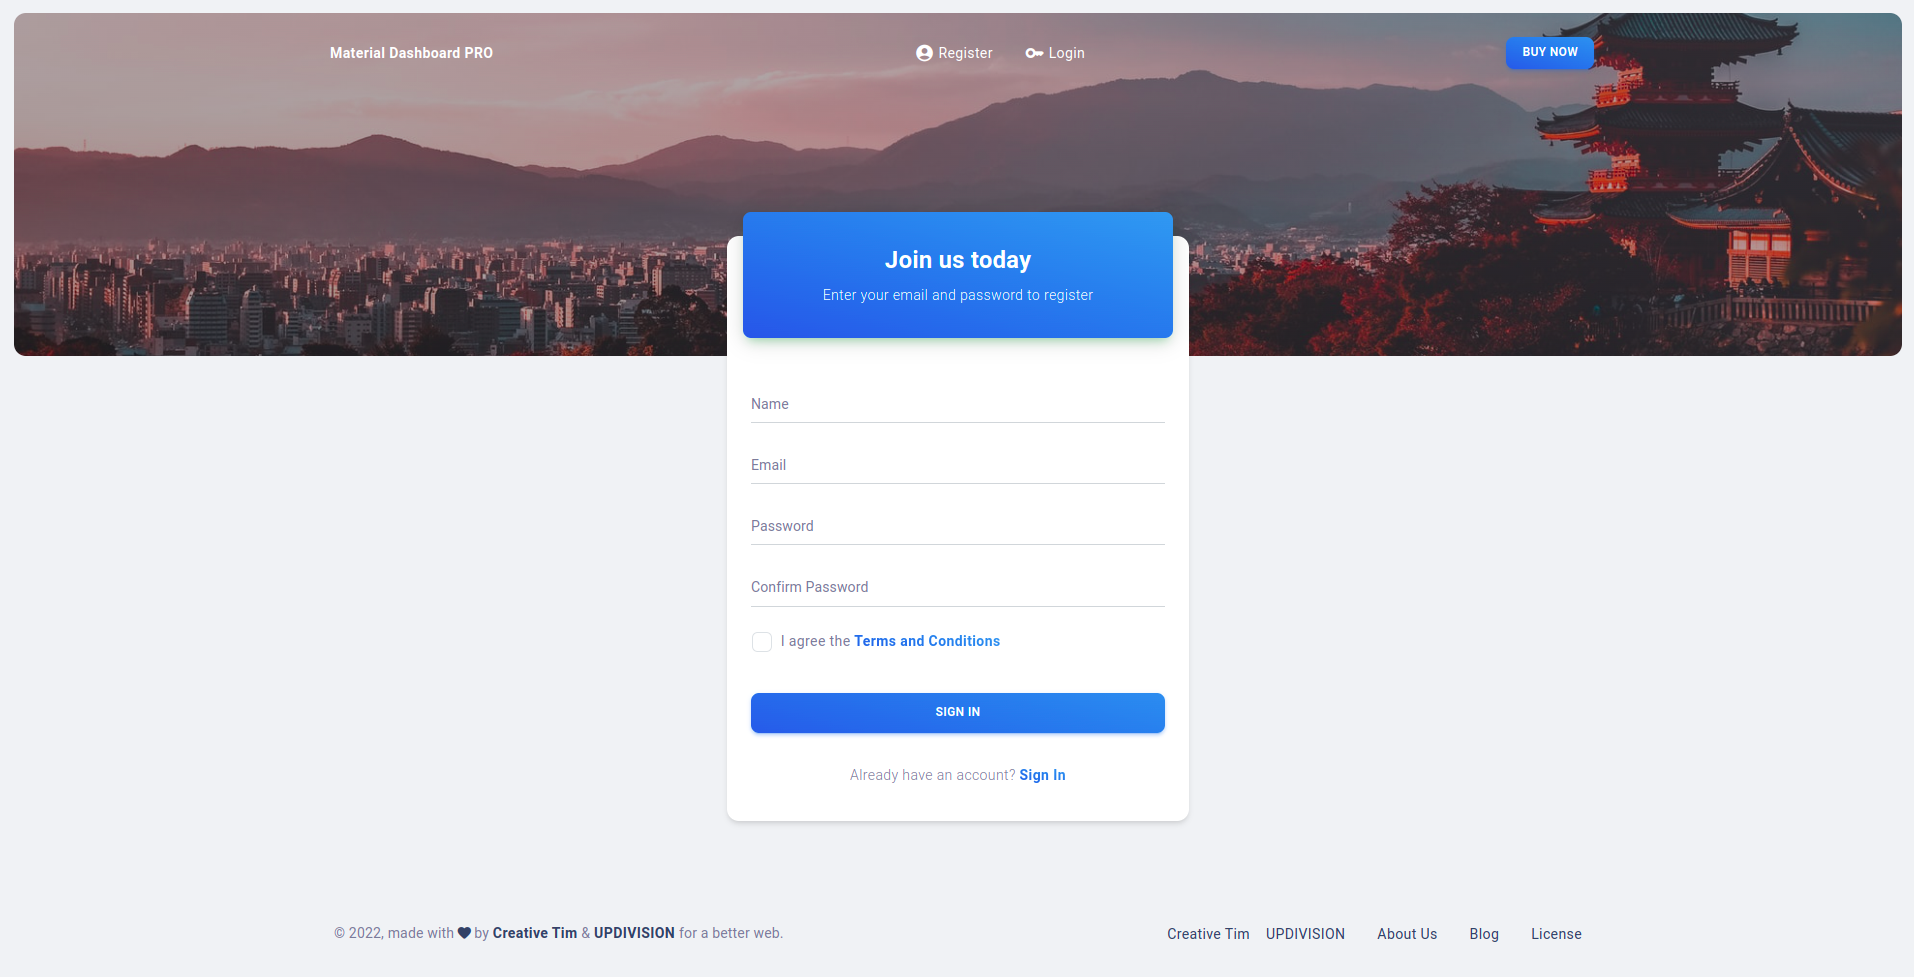 Material Dashboard PRO
Register
Login
BUY NOW
Join us today
Enter your email and password to register
Name
Email
Password
Confirm Password
I agree the Terms and Conditions
SIGN IN
Already have an account? Sign In
© 2022, made with by Creative Tim & UPDIVISION for a better web.
Creative Tim
UPDIVISION
About Us
Blog
License